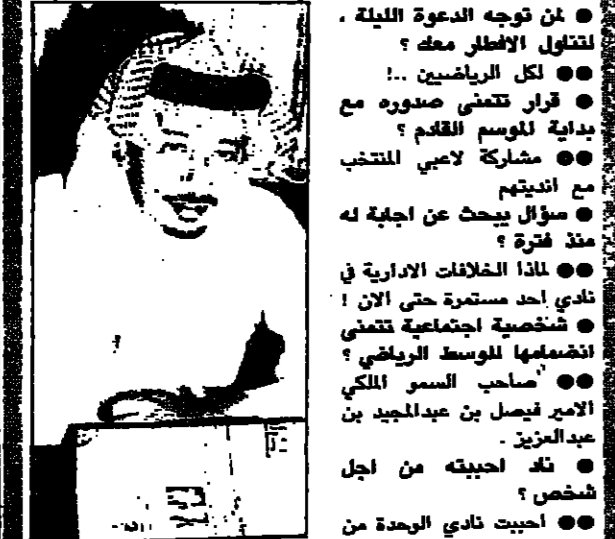 ● لمن توجه الدعوة الليلة ،
لتناول الافطار معك ؟
●● لكل الرياضيين ..!
● قرار تتمنى صدوره مع
بداية الموسم القادم ؟
●● مشاركة لاعبي المنتخب
مع انديتهم
● سؤال يبحث عن اجابة له
منذ فترة ؟
●● لماذا الخلافات الادارية في
نادي احد مستمرة حتى الان !
● شخصية اجتماعية تتمنى
انضمامها للوسط الرياضي ؟
●● صاحب السمو الملكي
الامير فيصل بن عبدالمجيد بن
عبدالعزيز .
● ناد احببته من اجل
شخص ؟
●● احببت نادي الوحدة من